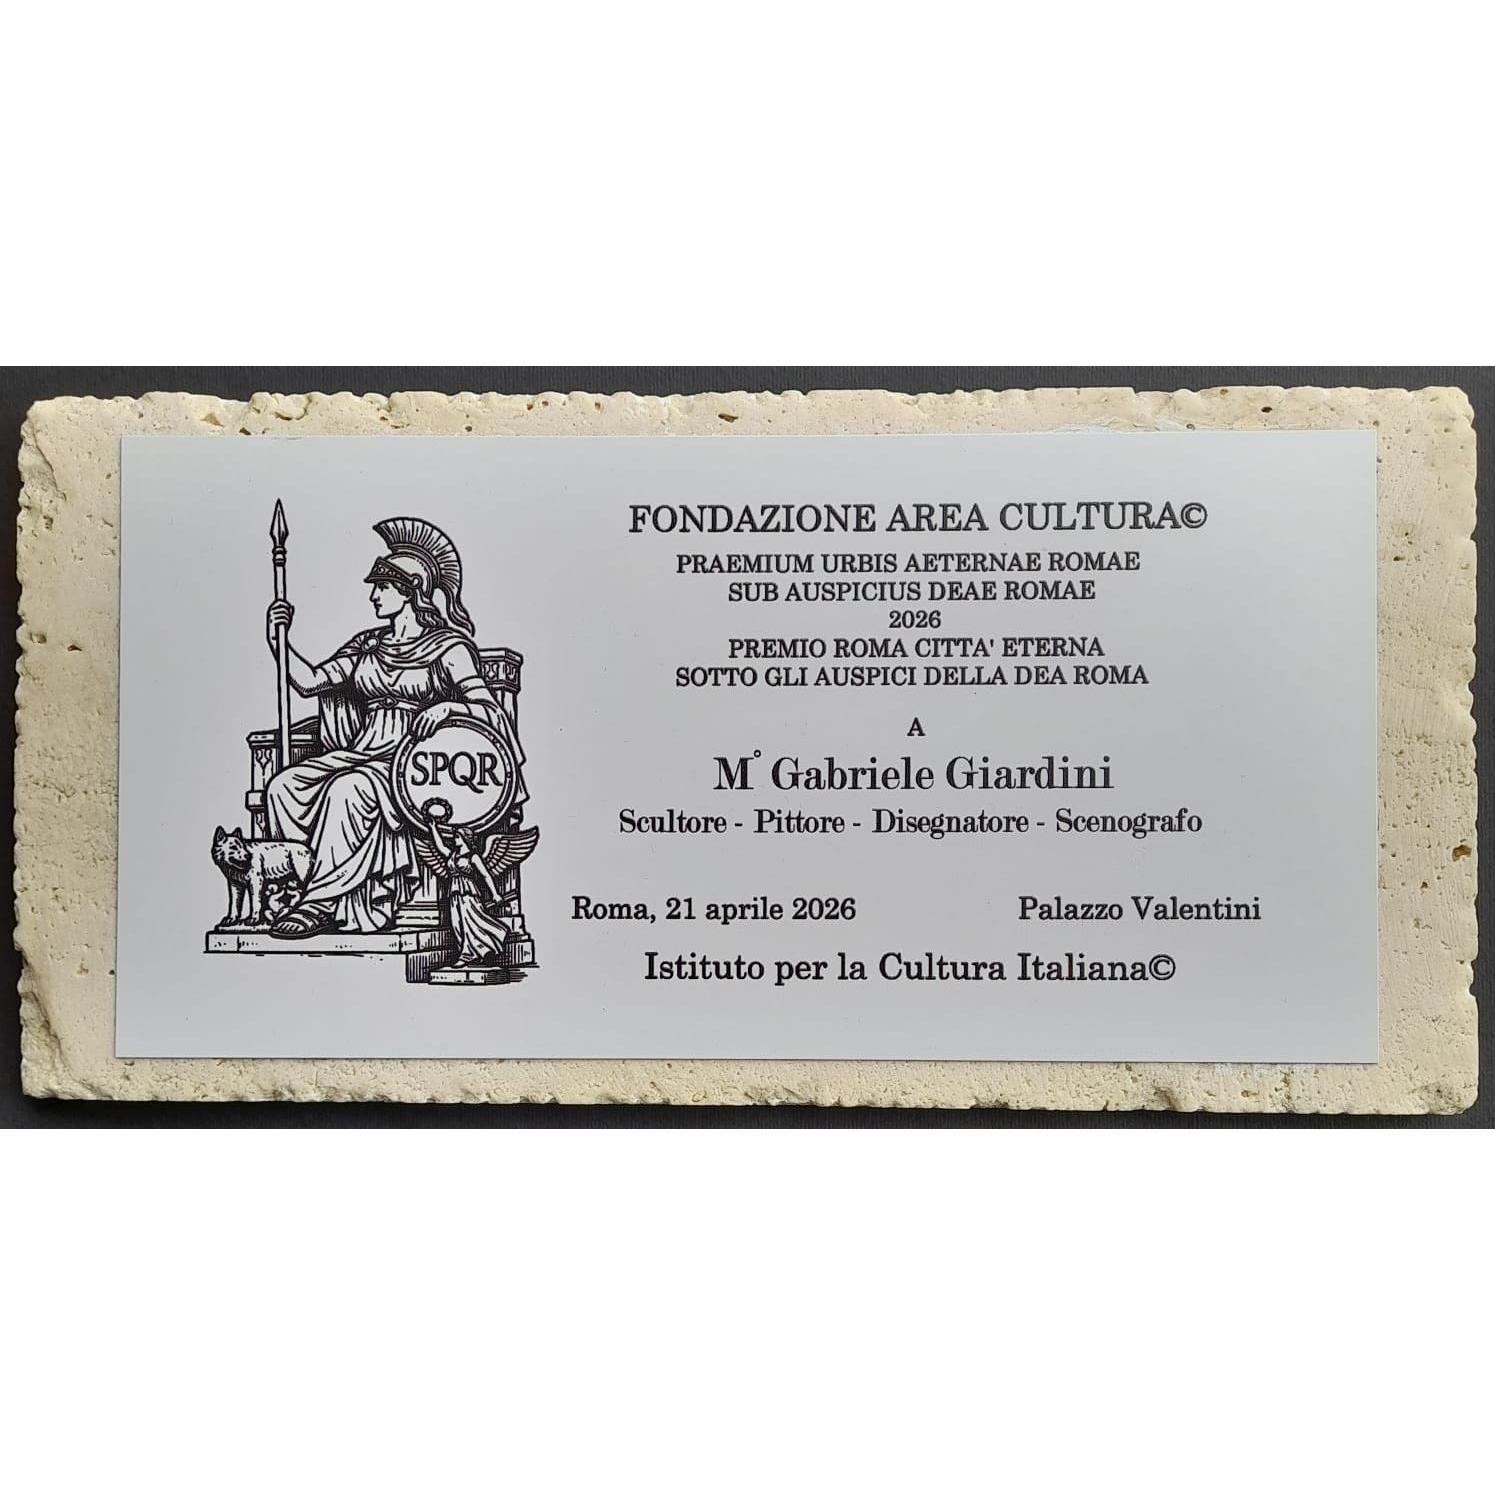 FONDAZIONE AREA CULTURA©
PRAEMIUM URBIS AETERNAE ROMAE
SUB AUSPICIUS DEAE ROMAE
2026
PREMIO ROMA CITTA' ETERNA
SOTTO GLI AUSPICI DELLA DEA ROMA
A
M° Gabriele Giardini
Scultore - Pittore - Disegnatore - Scenografo
SPQR
Roma, 21 aprile 2026 Palazzo Valentini
Istituto per la Cultura Italiana©